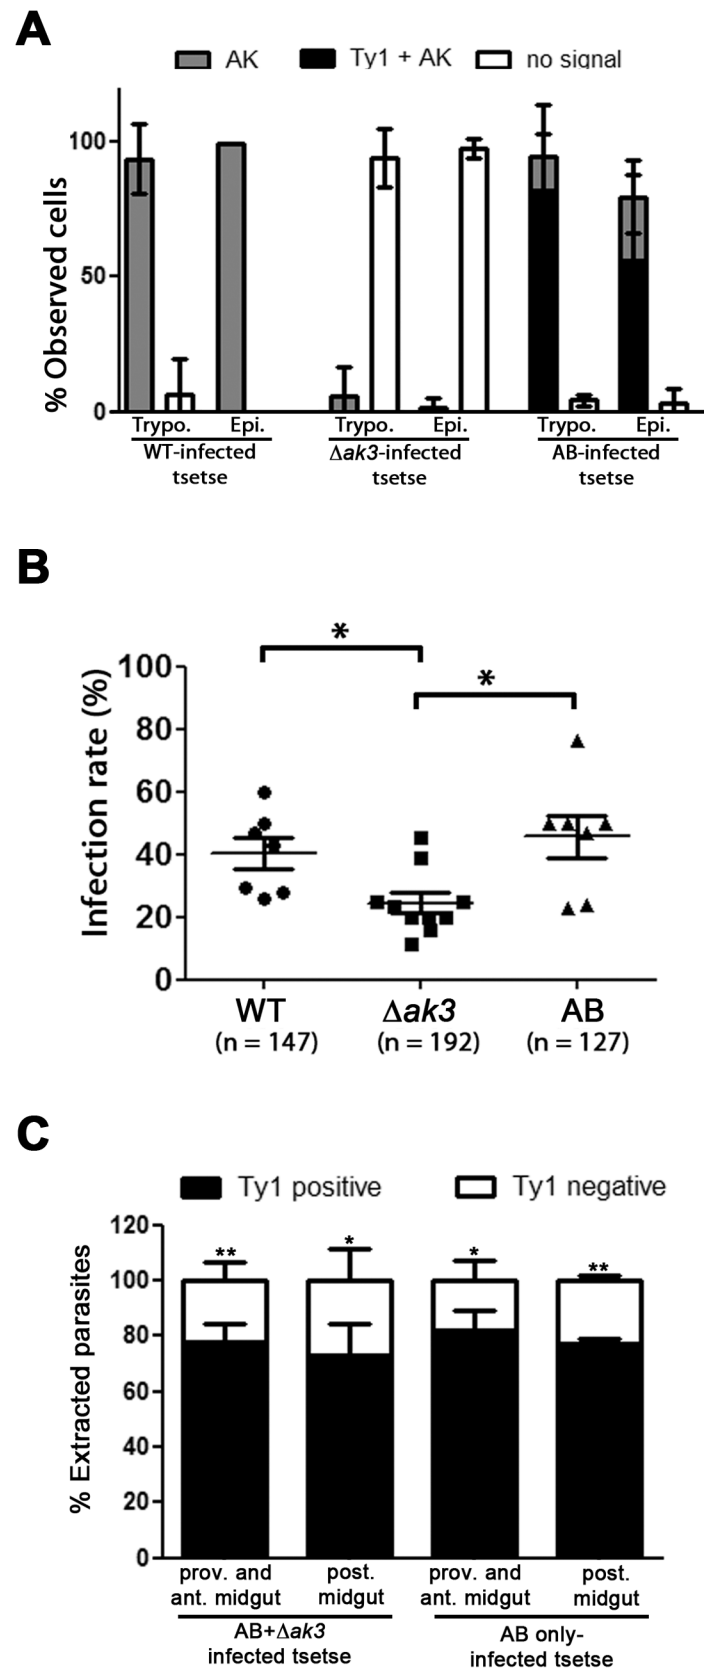 A
AK Ty1 + AK no signal
% Observed cells
100
50
0
Trypo. Epi. Trypo. Epi. Trypo. Epi.
WT-infected tsetse
Δak3-infected tsetse
AB-infected tsetse
B
Infection rate (%)
100
80
60
40
20
0
*
*
WT Δak3 AB
(n = 147) (n = 192) (n = 127)
C
Ty1 positive Ty1 negative
% Extracted parasites
120
100
80
60
40
20
0
** * * **
prov. and
ant. midgut
post.
midgut
prov. and
ant. midgut
post.
midgut
AB+Δak3
infected tsetse
AB only-
infected tsetse